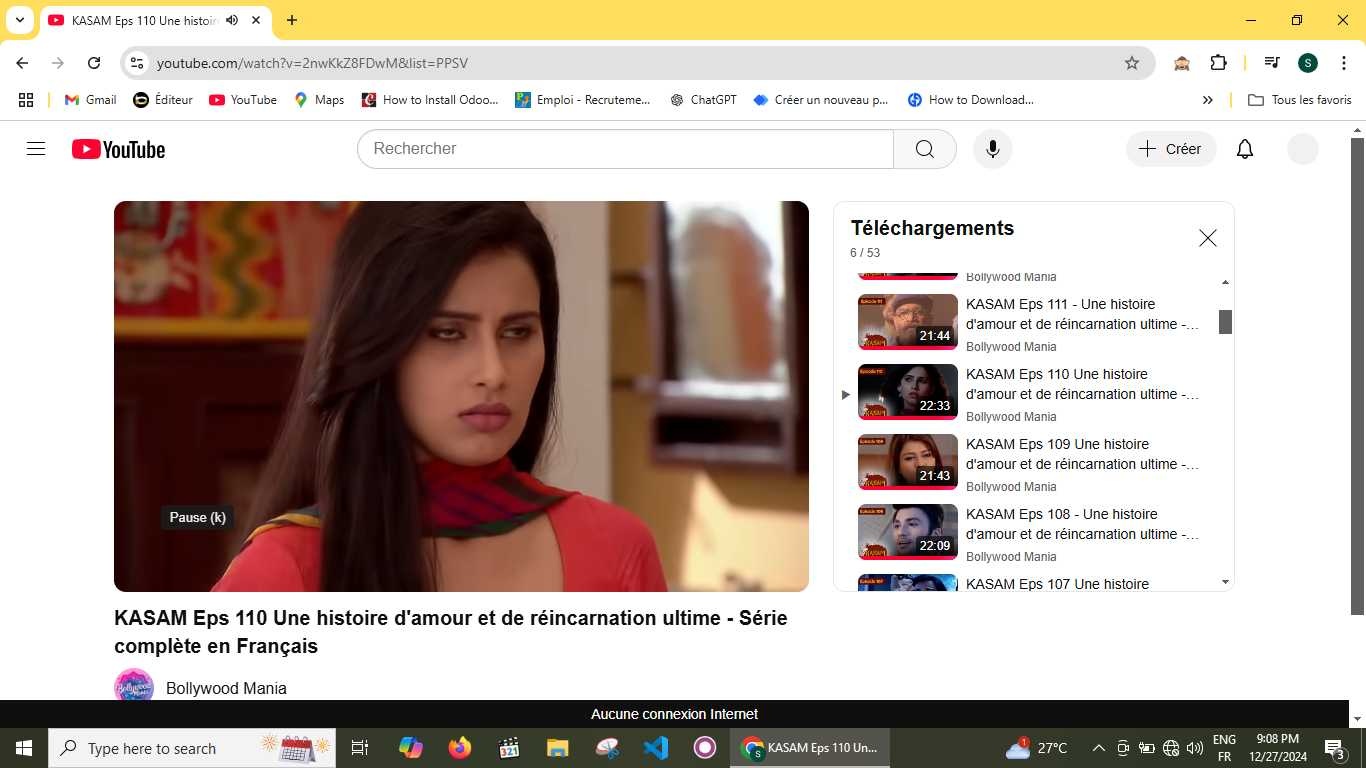 KASAM Eps 110 Une histoir
youtube.com/watch?v=2nwKkZ8FDwM&list=PPSV
S
Gmail
Éditeur
YouTube
Maps
How to Install Odoo...
Emploi - Recruteme...
ChatGPT
Créer un nouveau p...
How to Download...
Tous les favoris
YouTube
Rechercher
Créer
Téléchargements
6 / 53
Bollywood Mania
KASAM Eps 111 - Une histoire
d'amour et de réincarnation ultime -...
Bollywood Mania
21:44
KASAM Eps 110 Une histoire
d'amour et de réincarnation ultime -...
Bollywood Mania
22:33
KASAM Eps 109 Une histoire
d'amour et de réincarnation ultime -...
Bollywood Mania
21:43
KASAM Eps 108 - Une histoire
d'amour et de réincarnation ultime -...
Bollywood Mania
22:09
KASAM Eps 107 Une histoire
Pause (k)
KASAM Eps 110 Une histoire d'amour et de réincarnation ultime - Série
complète en Français
Bollywood Mania
Aucune connexion Internet
Type here to search
KASAM Eps 110 Un...
27°C
ENG
FR
9:08 PM
12/27/2024
3